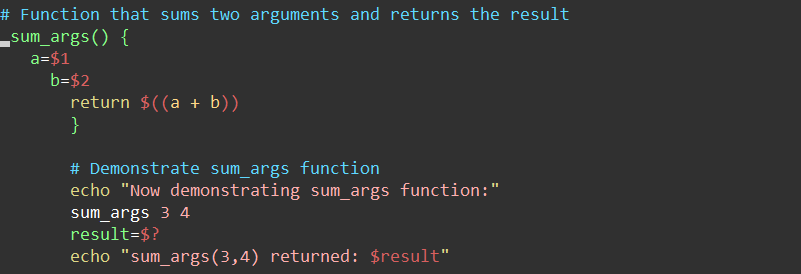 # Function that sums two arguments and returns the result
sum_args() {
a=$1
b=$2
return $((a + b))
}
# Demonstrate sum_args function
echo "Now demonstrating sum_args function:"
sum_args 3 4
result=$?
echo "sum_args(3,4) returned: $result"